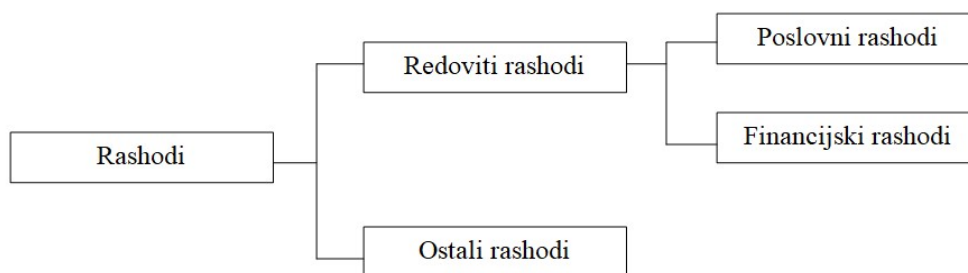 Poslovni rashodi
Redoviti rashodi
Financijski rashodi
Rashodi
Ostali rashodi